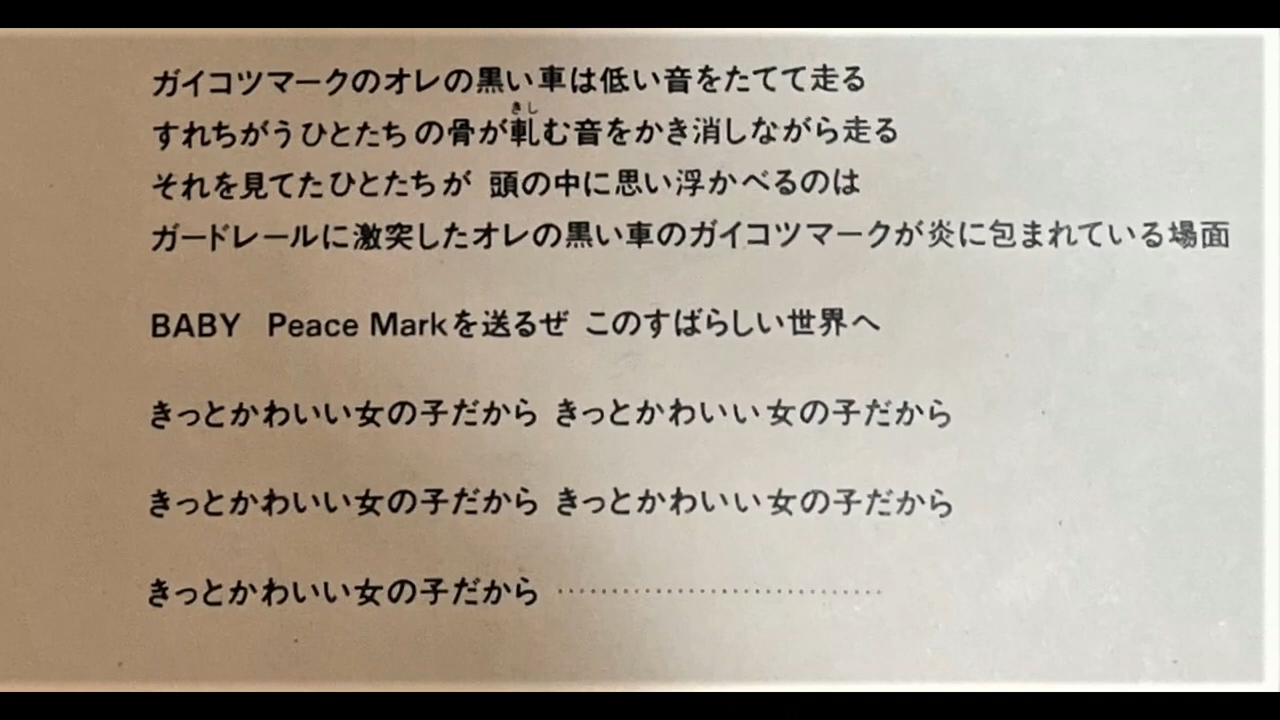 ガイコツマークのオレの黒い車は低い音をたてて走る
すれちがうひとたちの骨が軋む音をかき消しながら走る
きし
それを見てたひとたちが 頭の中に思い浮かべるのは
ガードレールに激突したオレの黒い車のガイコツマークが炎に包まれている場面
BABY Peace Markを送るぜ このすばらしい世界へ
きっとかわいい女の子だから きっとかわいい女の子だから
きっとかわいい女の子だから きっとかわいい女の子だから
きっとかわいい女の子だから ……………………………